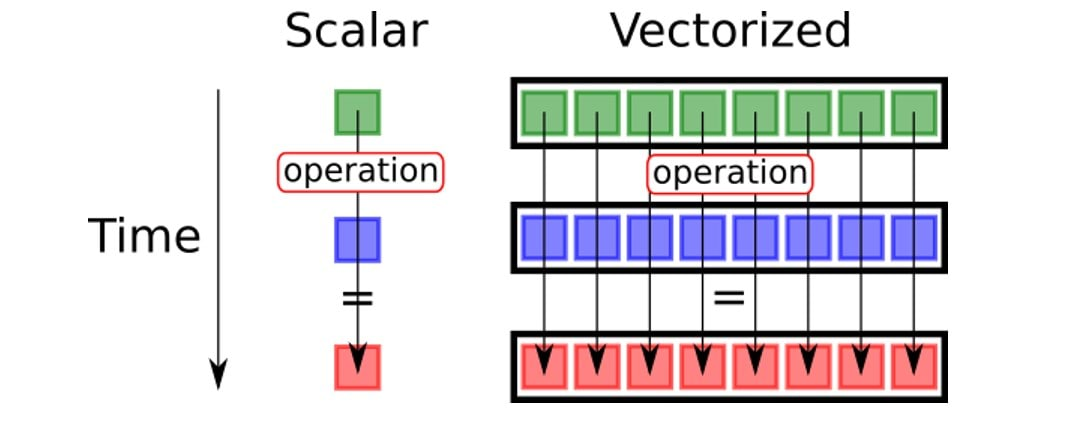 Scalar
Vectorized
operation
operation
Time
=
=